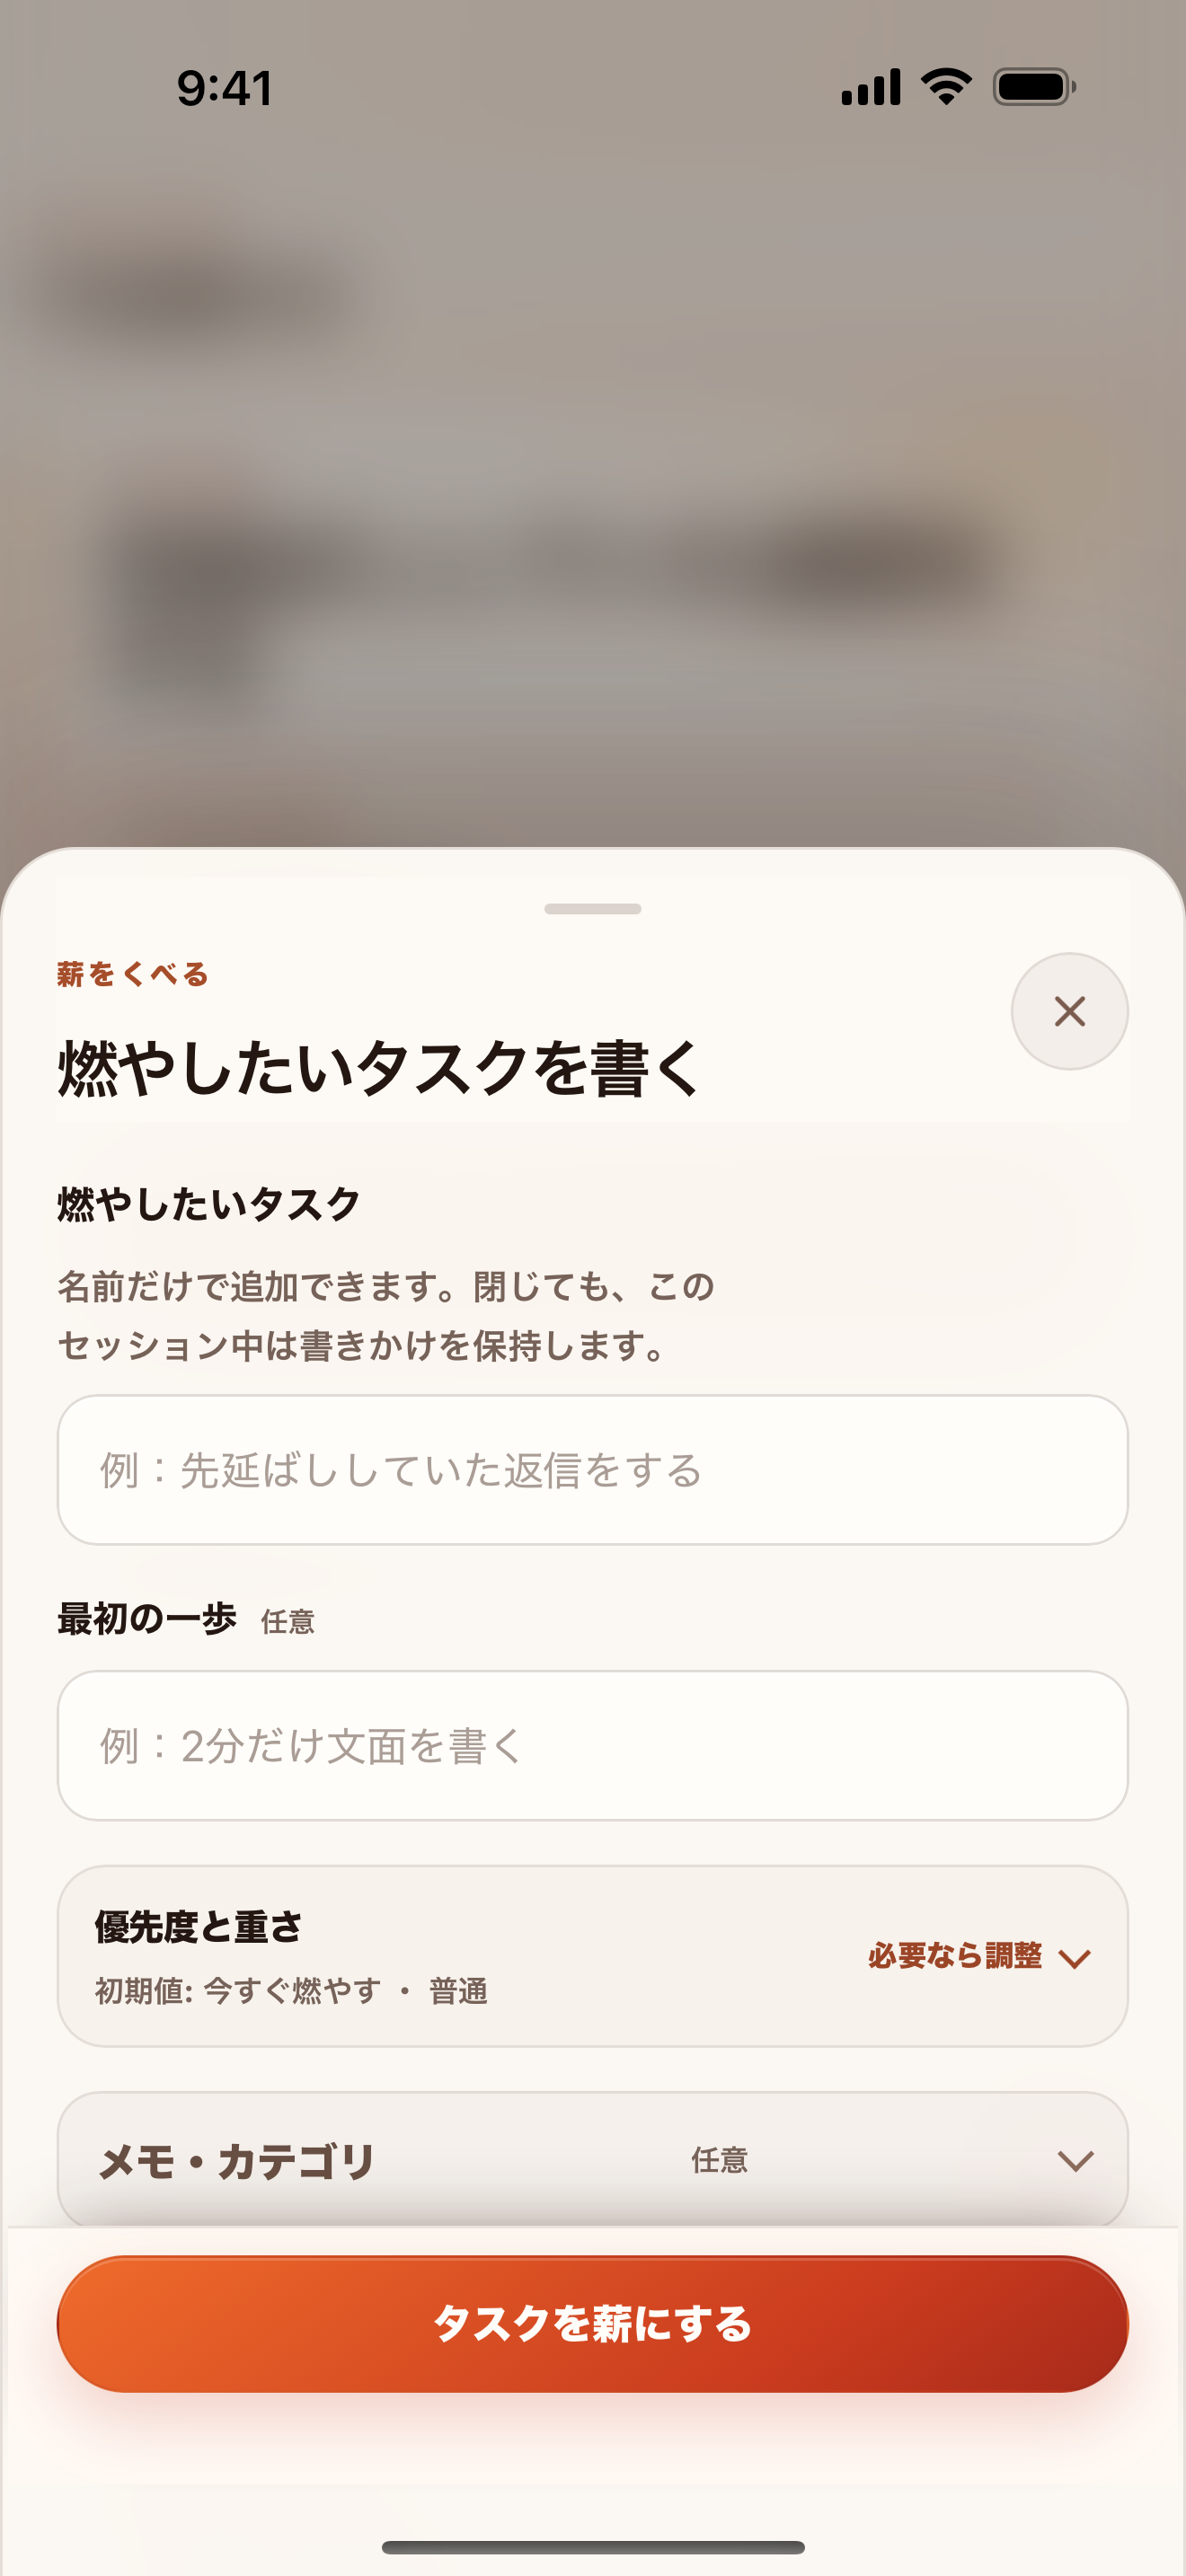 9:41
薪をくべる
燃やしたいタスクを書く
燃やしたいタスク
名前だけで追加できます。閉じても、この
セッション中は書きかけを保持します。
例：先延ばししていた返信をする
最初の一歩 任意
例：2分だけ文面を書く
優先度と重さ
必要なら調整
初期値: 今すぐ燃やす ・ 普通
メモ・カテゴリ 任意
タスクを薪にする